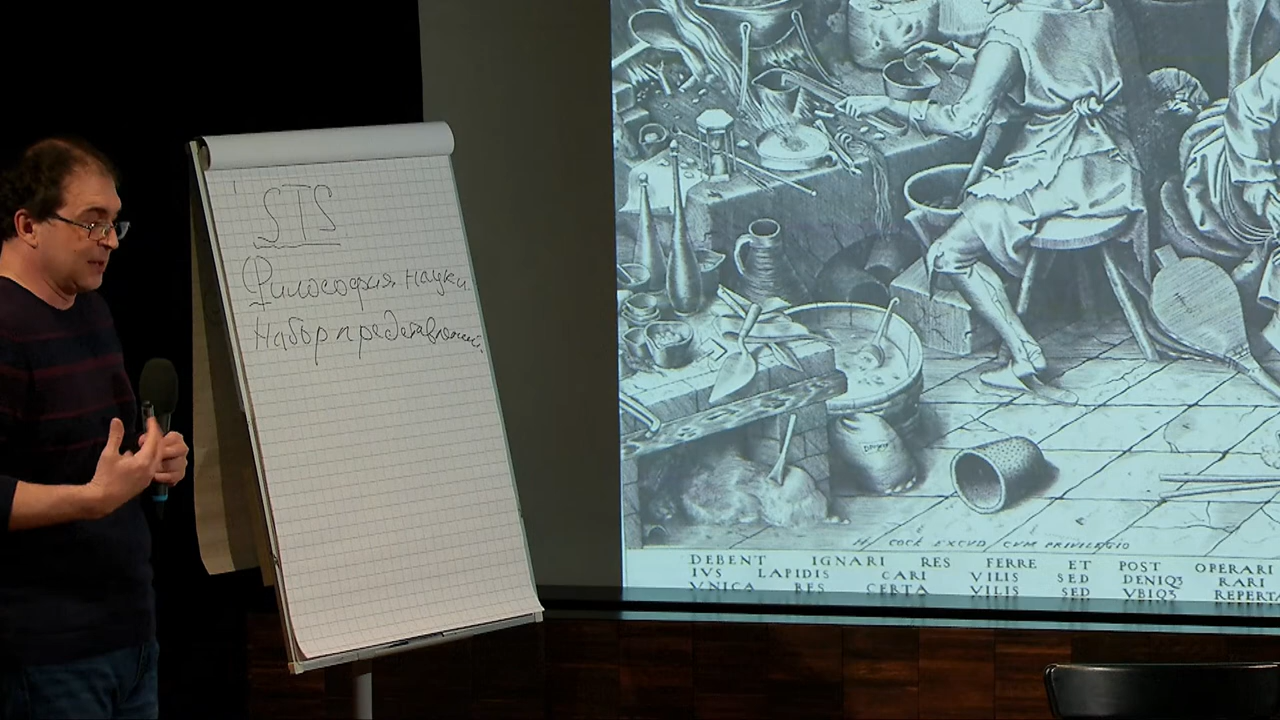 STS
Философия науки.
Набор представлений.
H. COCK EXCVD. CVM PRIVILEGIO
DEBENT IGNARI RES FERRE ET POST OPERARI
IVS LAPIDIS CARI VILIS SED DENIQ3 RARI
VNICA RES CERTA VILIS SED VBIQ3 REPERTA